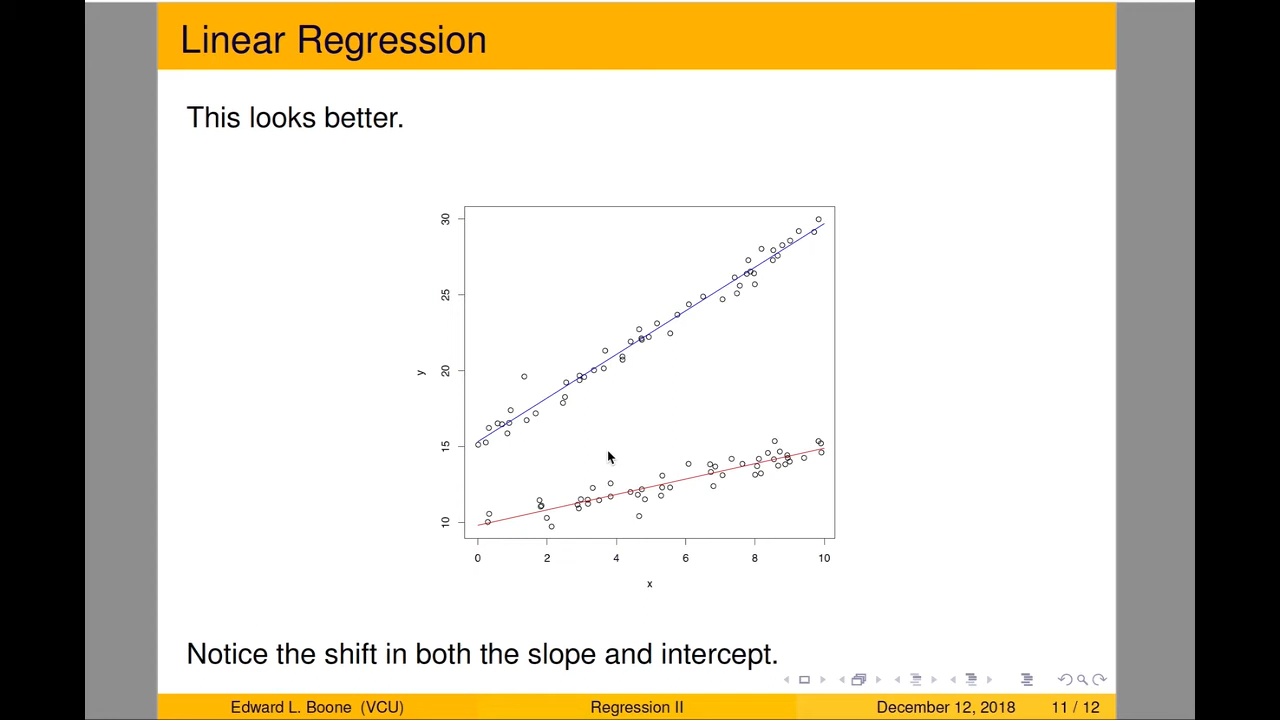 Linear Regression
This looks better.
30
25
20
15
10
y
0 2 4 6 8 10
x
Notice the shift in both the slope and intercept.
Edward L. Boone (VCU) Regression II December 12, 2018 11 / 12